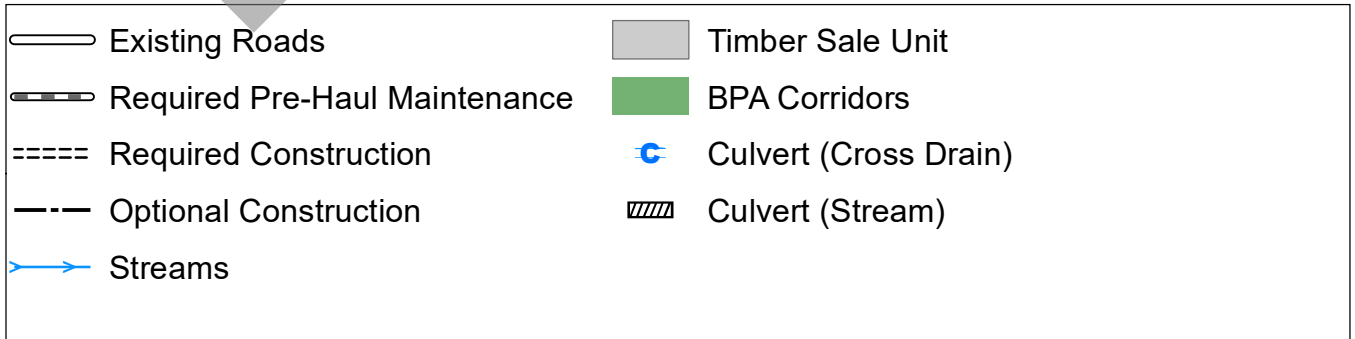 Existing Roads
Required Pre-Haul Maintenance
Required Construction
Optional Construction
Streams
Timber Sale Unit
BPA Corridors
C Culvert (Cross Drain)
Culvert (Stream)